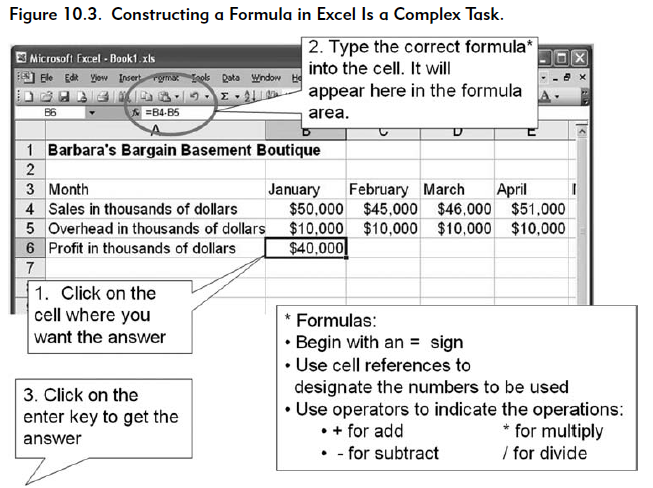 Figure 10.3. Constructing a Formula in Excel Is a Complex Task.
Microsoft Excel - Book1.xls
File Edit View Insert Format Tools Data Window He
B6 fx =B4-B5
2. Type the correct formula*
into the cell. It will
appear here in the formula
area.
A B C D E
1 Barbara's Bargain Basement Boutique
2
3 Month January February March April
4 Sales in thousands of dollars $50,000 $45,000 $46,000 $51,000
5 Overhead in thousands of dollars $10,000 $10,000 $10,000 $10,000
6 Profit in thousands of dollars $40,000
7
1. Click on the
cell where you
want the answer
3. Click on the
enter key to get the
answer
* Formulas:
• Begin with an = sign
• Use cell references to
designate the numbers to be used
• Use operators to indicate the operations:
• + for add * for multiply
• - for subtract / for divide